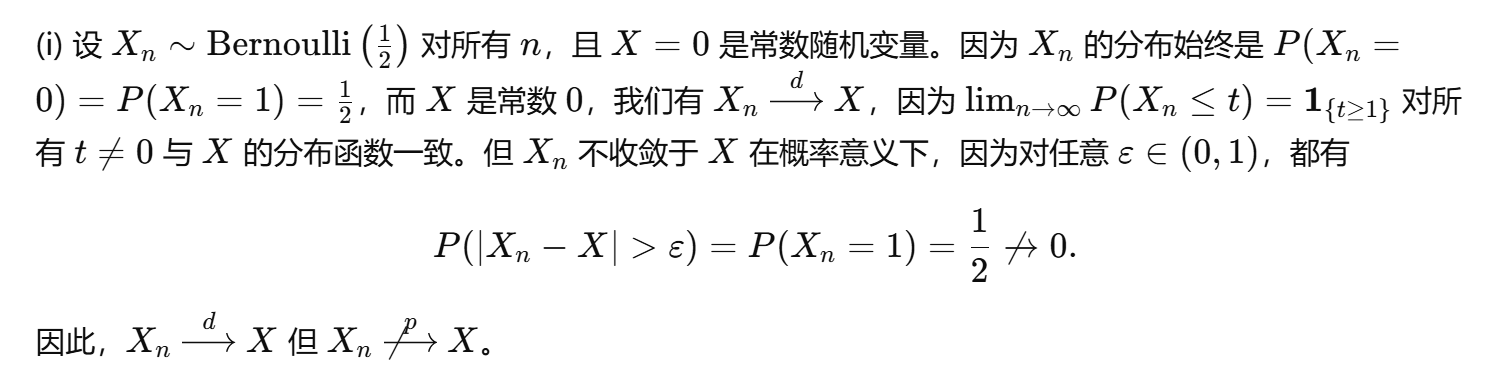 (i) 设 $X_n \sim \text{Bernoulli}\left(\frac{1}{2}\right)$ 对所有 $n$，且 $X = 0$ 是常数随机变量。因为 $X_n$ 的分布始终是 $P(X_n =$
$0) = P(X_n = 1) = \frac{1}{2}$，而 $X$ 是常数 $0$，我们有 $X_n \xrightarrow{d} X$，因为 $\lim_{n\to\infty} P(X_n \leq t) = \mathbf{1}_{\{t\geq 1\}}$ 对所
有 $t \neq 0$ 与 $X$ 的分布函数一致。但 $X_n$ 不收敛于 $X$ 在概率意义下，因为对任意 $\varepsilon \in (0, 1)$，都有
$P(|X_n - X| > \varepsilon) = P(X_n = 1) = \frac{1}{2} \not\to 0.$
因此，$X_n \xrightarrow{d} X$ 但 $X_n \not\xrightarrow{p} X$。